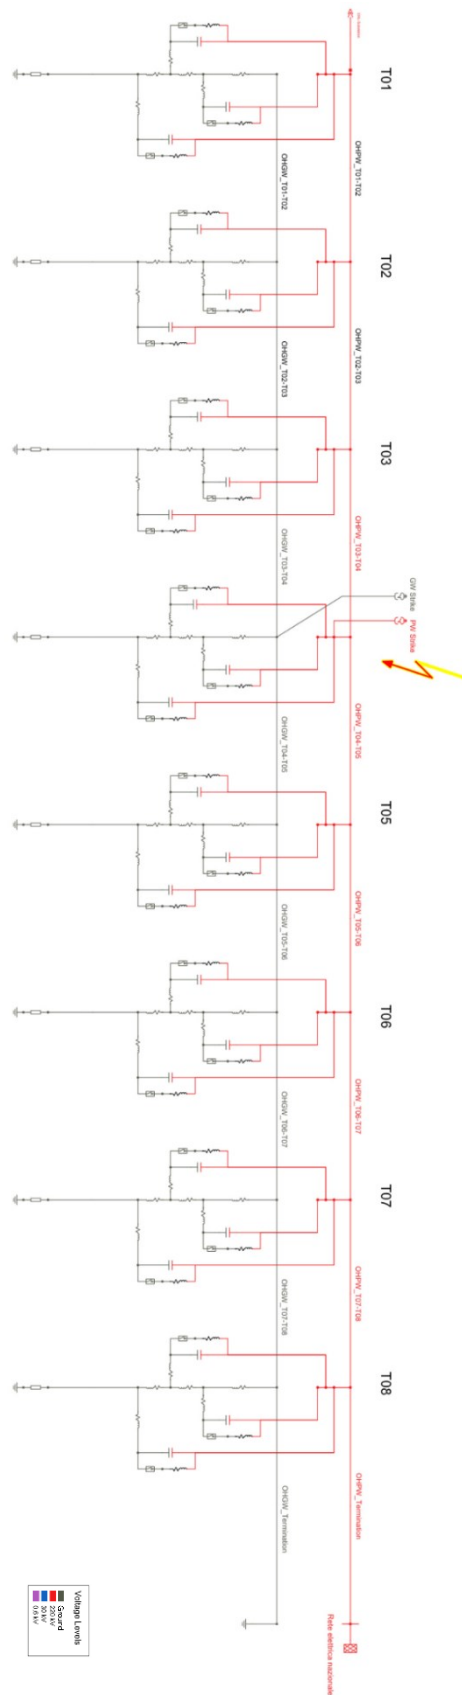 T01
OHPW_T01-T02
OHGW_T01-T02
T02
OHPW_T02-T03
OHGW_T02-T03
T03
OHPW_T03-T04
OHGW_T03-T04
GW Strike
PW Strike
OHPW_T04-T05
OHGW_T04-T05
T05
OHPW_T05-T06
OHGW_T05-T06
T06
OHPW_T06-T07
OHGW_T06-T07
T07
OHPW_T07-T08
OHGW_T07-T08
T08
OHPW_Termination
OHGW_Termination
Rete elettrica nazionale
Voltage Levels
Ground
220 kV
30 kV
0.6 kV